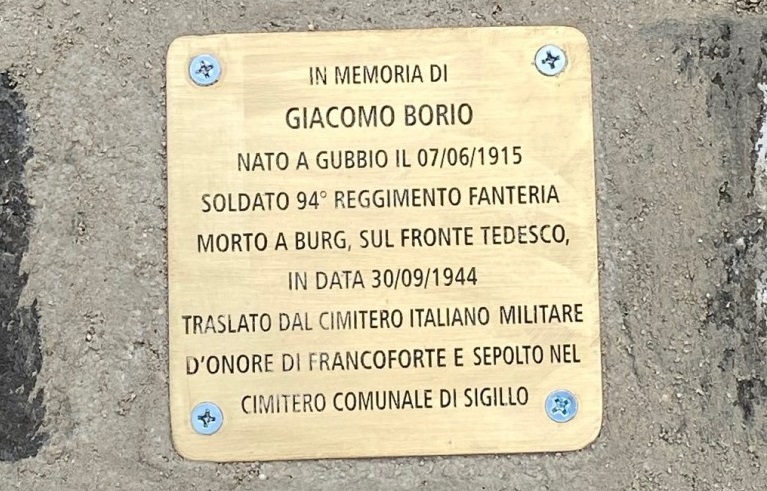 IN MEMORIA DI
GIACOMO BORIO
NATO A GUBBIO IL 07/06/1915
SOLDATO 94° REGGIMENTO FANTERIA
MORTO A BURG, SUL FRONTE TEDESCO,
IN DATA 30/09/1944
TRASLATO DAL CIMITERO ITALIANO MILITARE
D'ONORE DI FRANCOFORTE E SEPOLTO NEL
CIMITERO COMUNALE DI SIGILLO